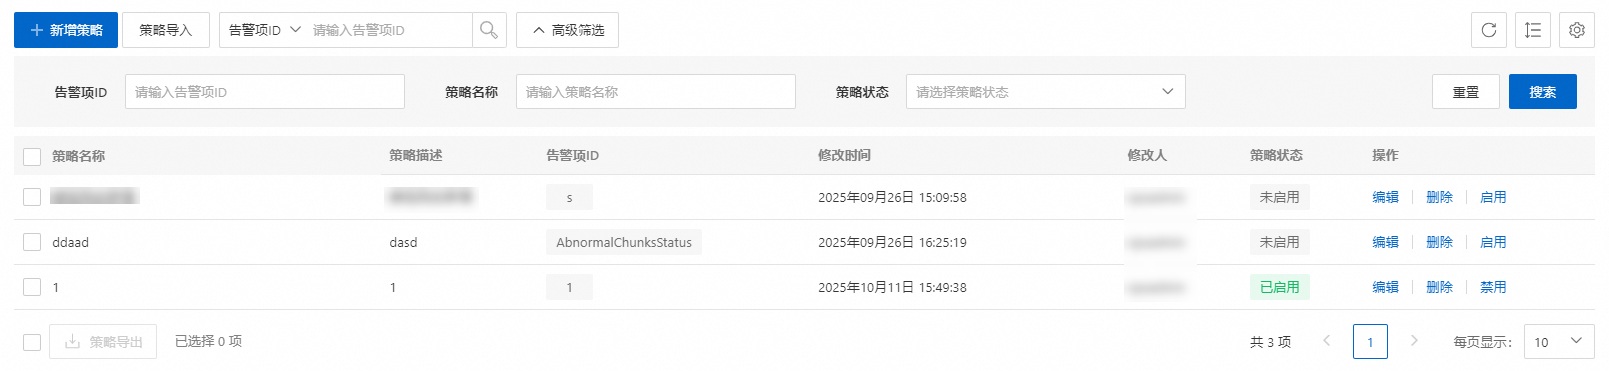 新增策略 策略导入 告警项ID 请输入告警项ID 高级筛选
告警项ID 请输入告警项ID 策略名称 请输入策略名称 策略状态 请选择策略状态 重置 搜索
策略名称 策略描述 告警项ID 修改时间 修改人 策略状态 操作
s 2025年09月26日 15:09:58 未启用 编辑 删除 启用
ddaad dasd AbnormalChunksStatus 2025年09月26日 16:25:19 未启用 编辑 删除 启用
1 1 1 2025年10月11日 15:49:38 已启用 编辑 删除 禁用
策略导出 已选择 0 项 共 3 项 1 每页显示： 10